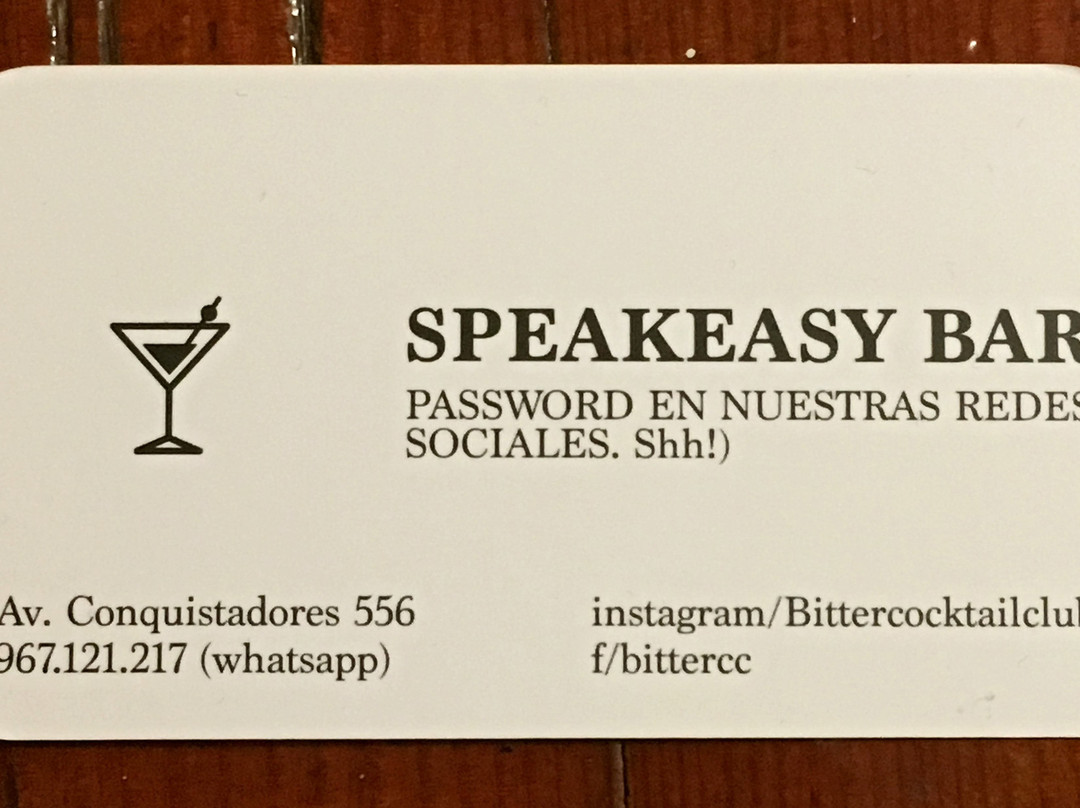 SPEAKEASY BAR
PASSWORD EN NUESTRAS REDES
SOCIALES. Shh!)
Av. Conquistadores 556
967.121.217 (whatsapp)
instagram/Bittercocktailclub
f/bittercc